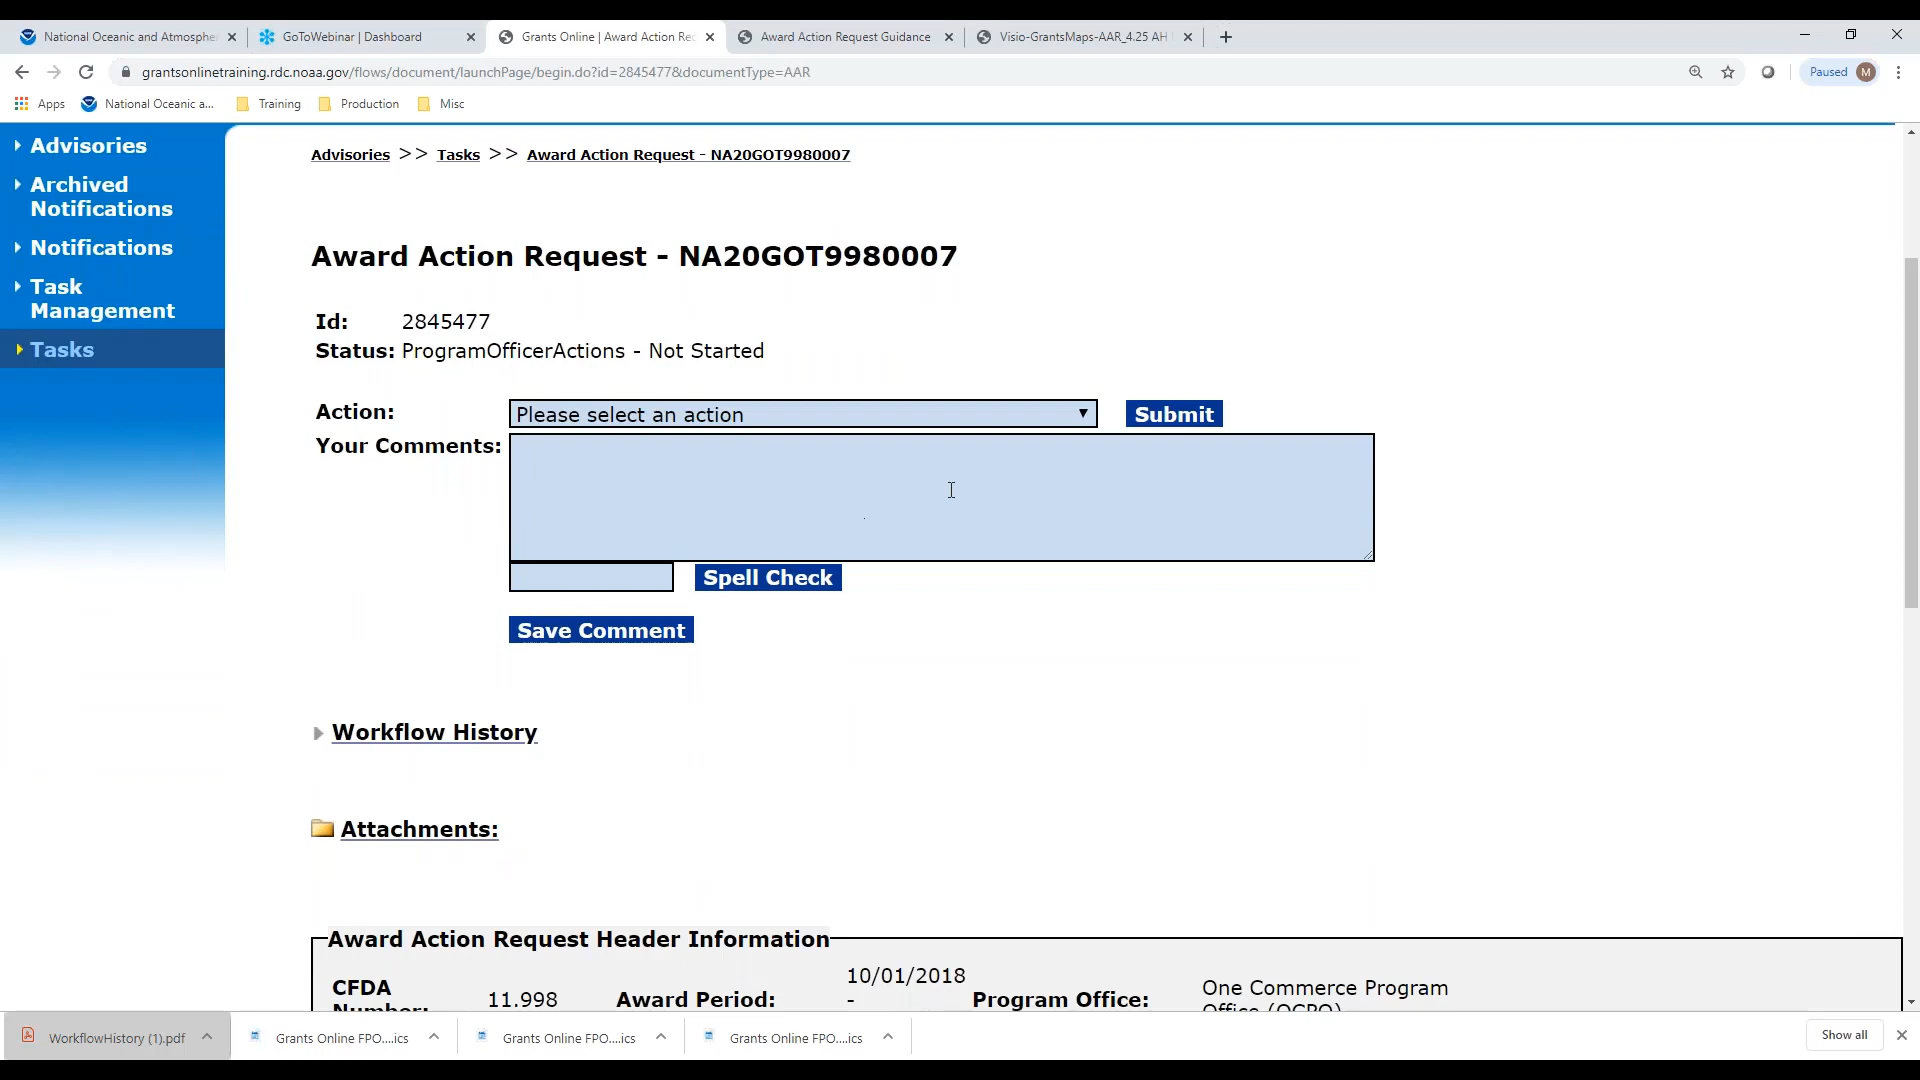 National Oceanic and Atmosphe
GoToWebinar | Dashboard
Grants Online | Award Action Rec
Award Action Request Guidance
Visio-GrantsMaps-AAR_4.25 AH
grantsonlinetraining.rdc.noaa.gov/flows/document/launchPage/begin.do?id=2845477&documentType=AAR
Paused M
Apps
National Oceanic a...
Training
Production
Misc
Advisories
Archived
Notifications
Notifications
Task
Management
Tasks
Advisories >> Tasks >> Award Action Request - NA20GOT9980007
Award Action Request - NA20GOT9980007
Id: 2845477
Status: ProgramOfficerActions - Not Started
Action: Please select an action Submit
Your Comments:
Spell Check
Save Comment
Workflow History
Attachments:
Award Action Request Header Information
CFDA
Number:
11.998
Award Period:
10/01/2018
-
Program Office:
One Commerce Program
Office (OCPO)
WorkflowHistory (1).pdf
Grants Online FPO....ics
Grants Online FPO....ics
Grants Online FPO....ics
Show all